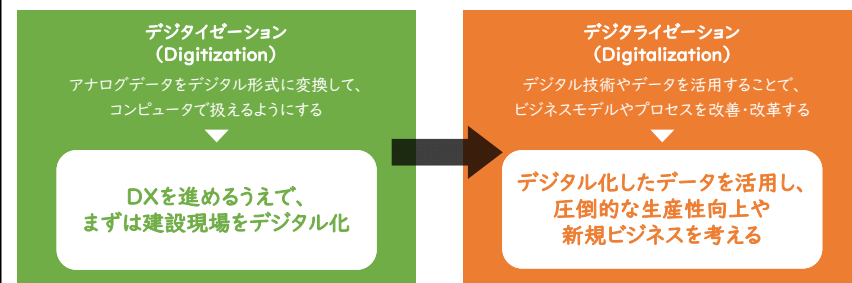 デジタイゼーション
（Digitization）
アナログデータをデジタル形式に変換して、
コンピュータで扱えるようにする
DXを進めるうえで、
まずは建設現場をデジタル化
デジタライゼーション
（Digitalization）
デジタル技術やデータを活用することで、
ビジネスモデルやプロセスを改善・改革する
デジタル化したデータを活用し、
圧倒的な生産性向上や
新規ビジネスを考える